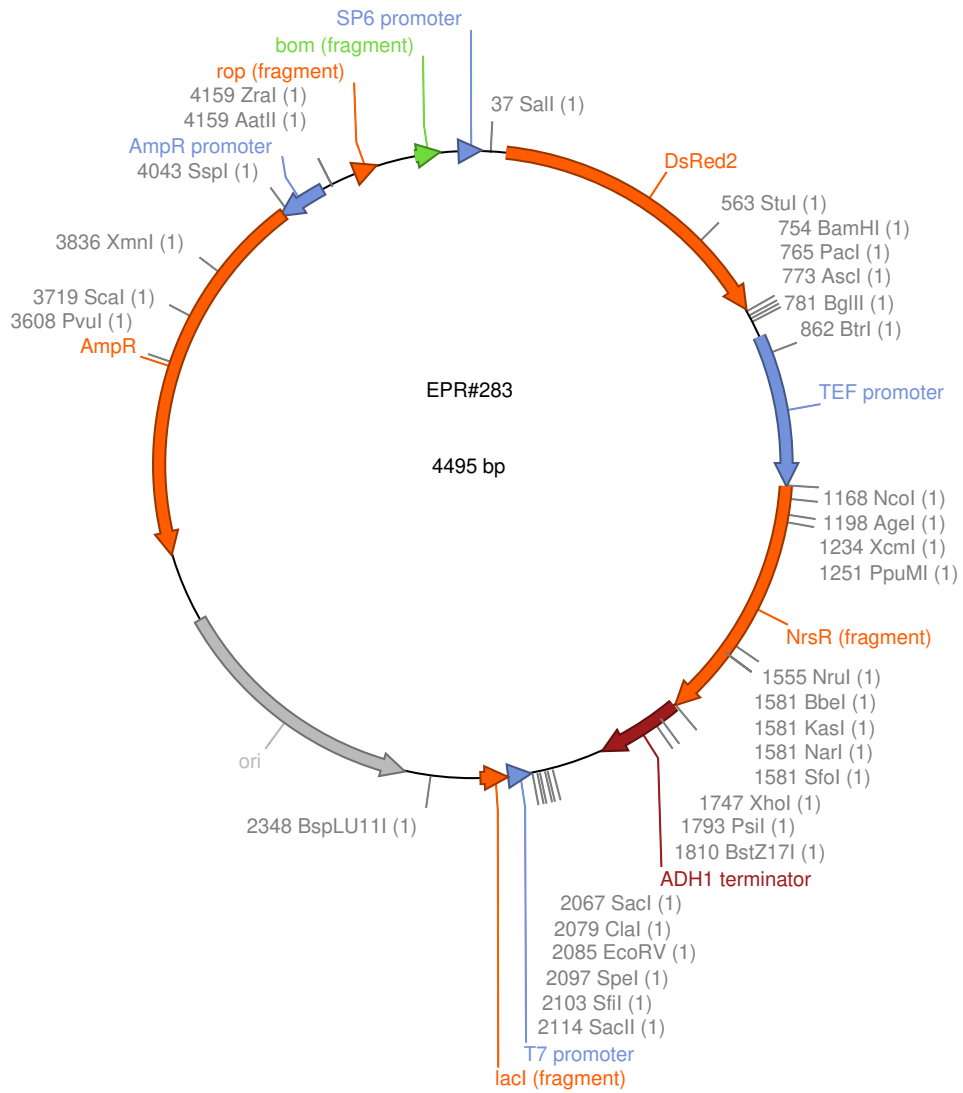 SP6 promoter
bom (fragment)
rop (fragment)
4159 ZraI (1)
4159 AatII (1)
AmpR promoter
4043 SspI (1)
37 SalI (1)
DsRed2
563 StuI (1)
754 BamHI (1)
765 PacI (1)
773 AscI (1)
781 BglII (1)
862 BtrI (1)
3836 XmnI (1)
3719 ScaI (1)
3608 PvuI (1)
AmpR
EPR#283
4495 bp
TEF promoter
1168 NcoI (1)
1198 AgeI (1)
1234 XcmI (1)
1251 PpuMI (1)
NrsR (fragment)
1555 NruI (1)
1581 BbeI (1)
1581 KasI (1)
1581 NarI (1)
1581 SfoI (1)
1747 XhoI (1)
1793 PsiI (1)
1810 BstZ17I (1)
ADH1 terminator
ori
2348 BspLU11I (1)
2067 SacI (1)
2079 ClaI (1)
2085 EcoRV (1)
2097 SpeI (1)
2103 SfiI (1)
2114 SacII (1)
T7 promoter
lacI (fragment)